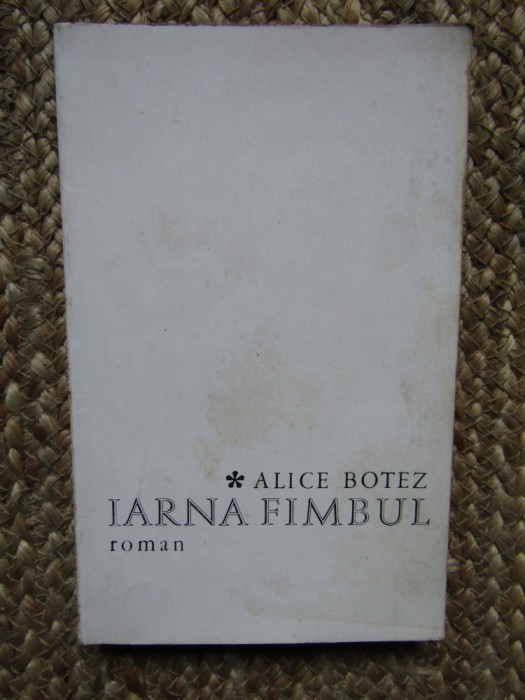 * ALICE BOTEZ
IARNA FIMBUL
roman